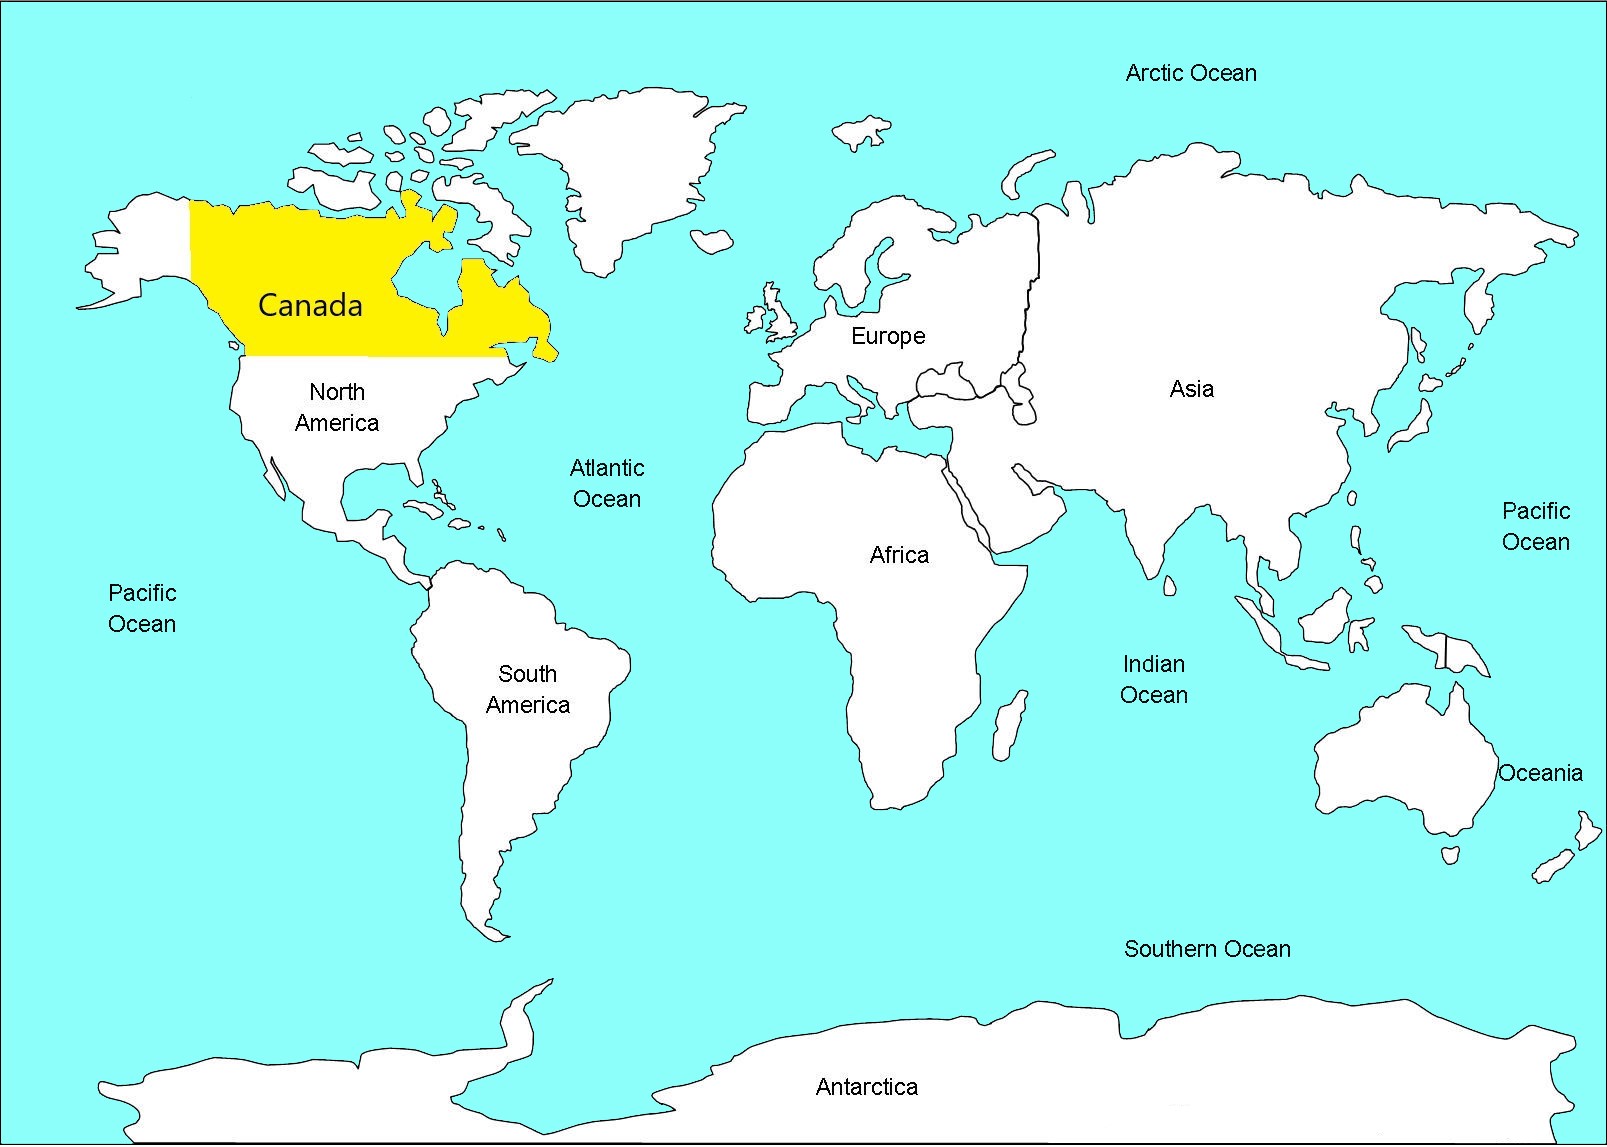 Arctic Ocean
Canada
Europe
North
America
Asia
Atlantic
Ocean
Pacific
Ocean
Africa
Pacific
Ocean
Indian
Ocean
South
America
Oceania
Southern Ocean
Antarctica